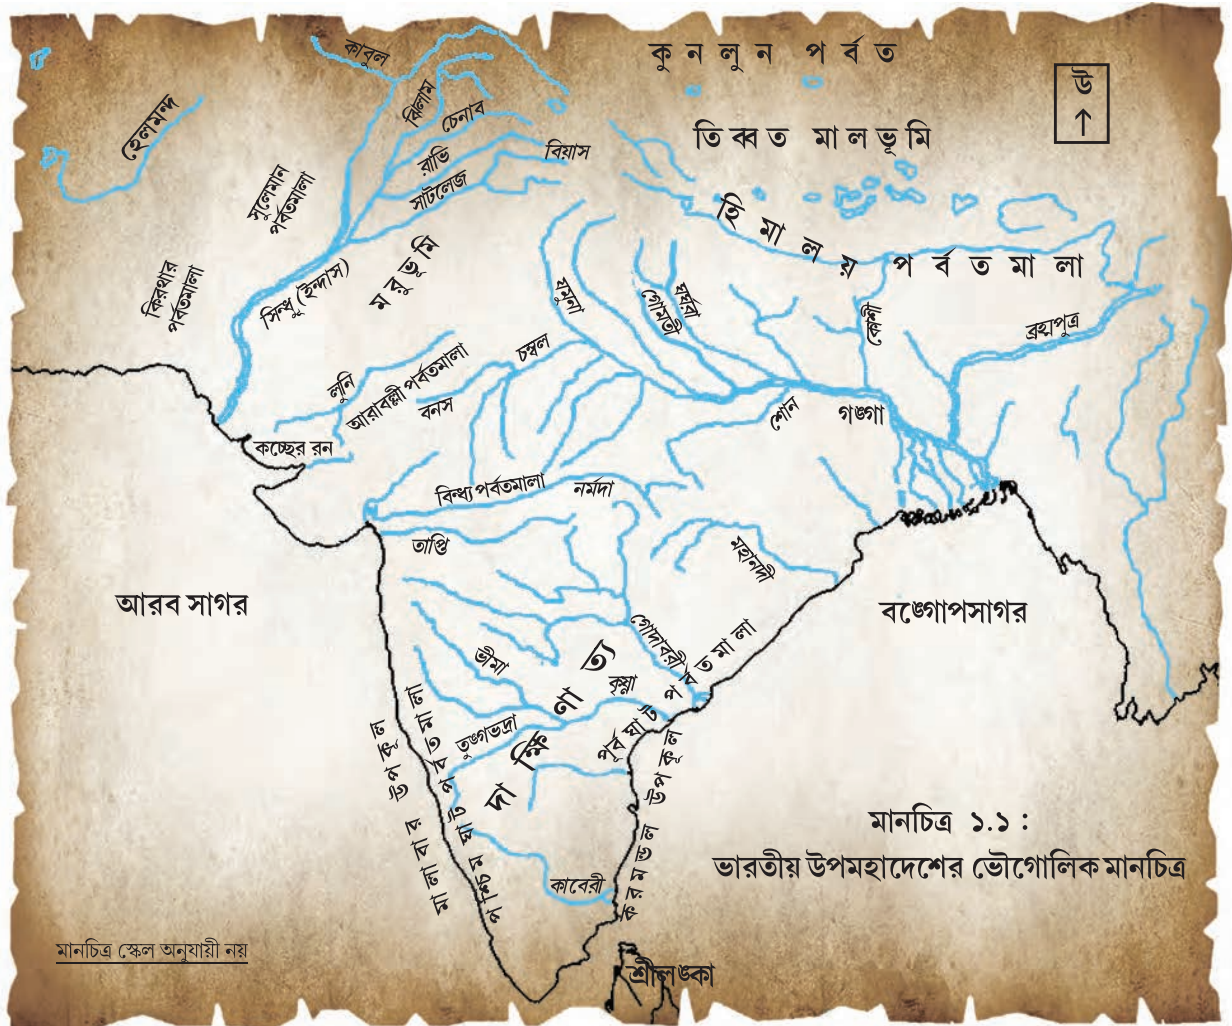 কুনলুন পর্বত
উ
↑
কাবুল
হেলমন্দ
ঝিলাম
চেনাব
তিব্বত মালভূমি
রাভি
বিয়াস
সাটলেজ
সুলেমান
পর্বতমালা
হিমালয় পর্বতমালা
মরুভূমি
কিরথার
পর্বতমালা
সিন্ধু (ইন্দাস)
যমুনা
গোমতী
ঘর্ঘরা
কোশী
ব্রহ্মপুত্র
লুনি
আরাবল্লী পর্বতমালা
চম্বল
বনস
শোন
গঙ্গা
কচ্ছের রন
বিন্ধ্য পর্বতমালা
নর্মদা
তাপ্তি
মহানদী
আরব সাগর
বঙ্গোপসাগর
গোদাবরী
ভীমা
কৃষ্ণা
দাক্ষিণাত্য
তুঙ্গভদ্রা
পূর্বঘাট পর্বতমালা
মালাবার উপকূল
পশ্চিমঘাট পর্বতমালা
করমন্ডল উপকূল
কাবেরী
মানচিত্র ১.১ :
ভারতীয় উপমহাদেশের ভৌগোলিক মানচিত্র
মানচিত্র স্কেল অনুযায়ী নয়
শ্রীলঙ্কা